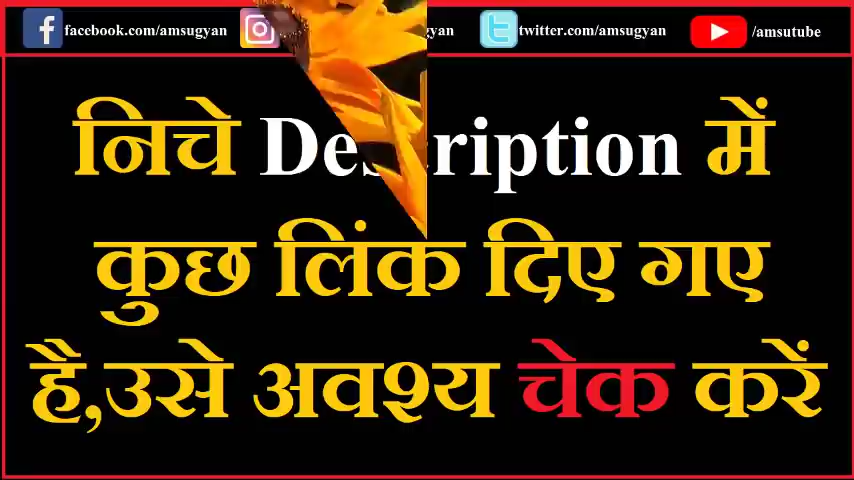 facebook.com/amsugyan twitter.com/amsugyan /amsutube
निचे में
कुछ लिंक दिए गए
है,उसे अवश्य चेक करें